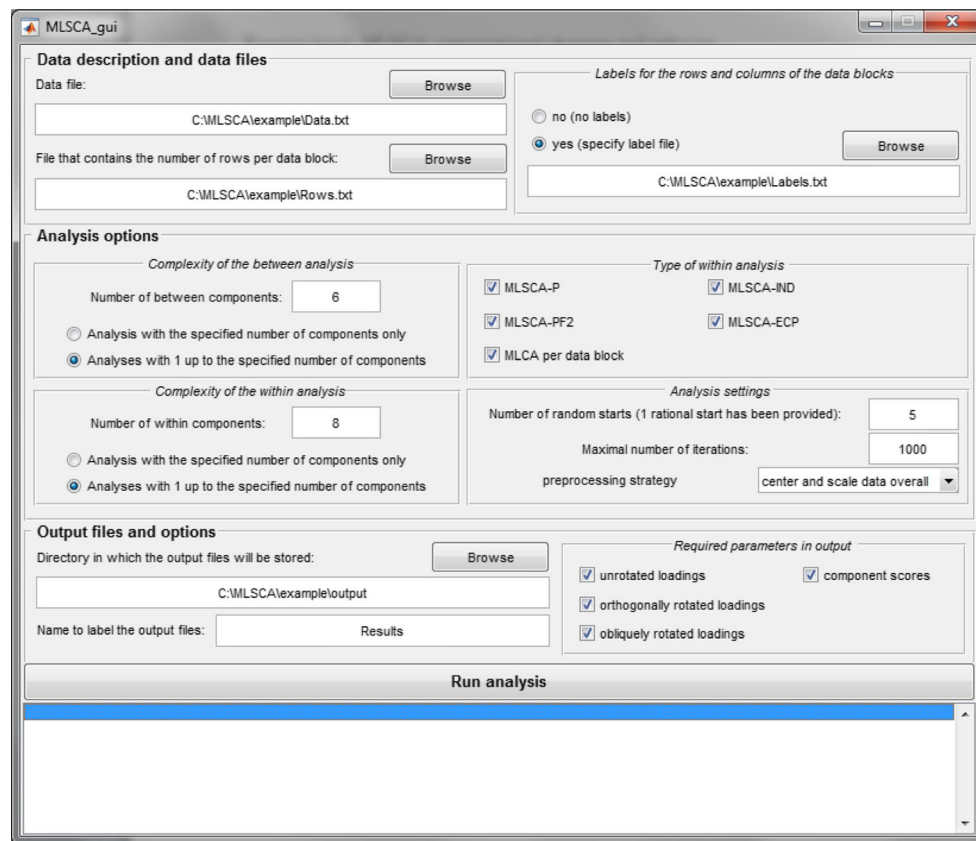 MLSCA_gui
Data description and data files
Data file:
Browse
C:\MLSCA\example\Data.txt
File that contains the number of rows per data block:
Browse
C:\MLSCA\example\Rows.txt
Labels for the rows and columns of the data blocks
no (no labels)
yes (specify label file)
Browse
C:\MLSCA\example\Labels.txt
Analysis options
Complexity of the between analysis
Number of between components:
6
Analysis with the specified number of components only
Analyses with 1 up to the specified number of components
Type of within analysis
MLSCA-P
MLSCA-IND
MLSCA-PF2
MLSCA-ECP
MLCA per data block
Complexity of the within analysis
Number of within components:
8
Analysis with the specified number of components only
Analyses with 1 up to the specified number of components
Analysis settings
Number of random starts (1 rational start has been provided):
5
Maximal number of iterations:
1000
preprocessing strategy
center and scale data overall
Output files and options
Directory in which the output files will be stored:
Browse
C:\MLSCA\example\output
Name to label the output files:
Results
Required parameters in output
unrotated loadings
component scores
orthogonally rotated loadings
obliquely rotated loadings
Run analysis